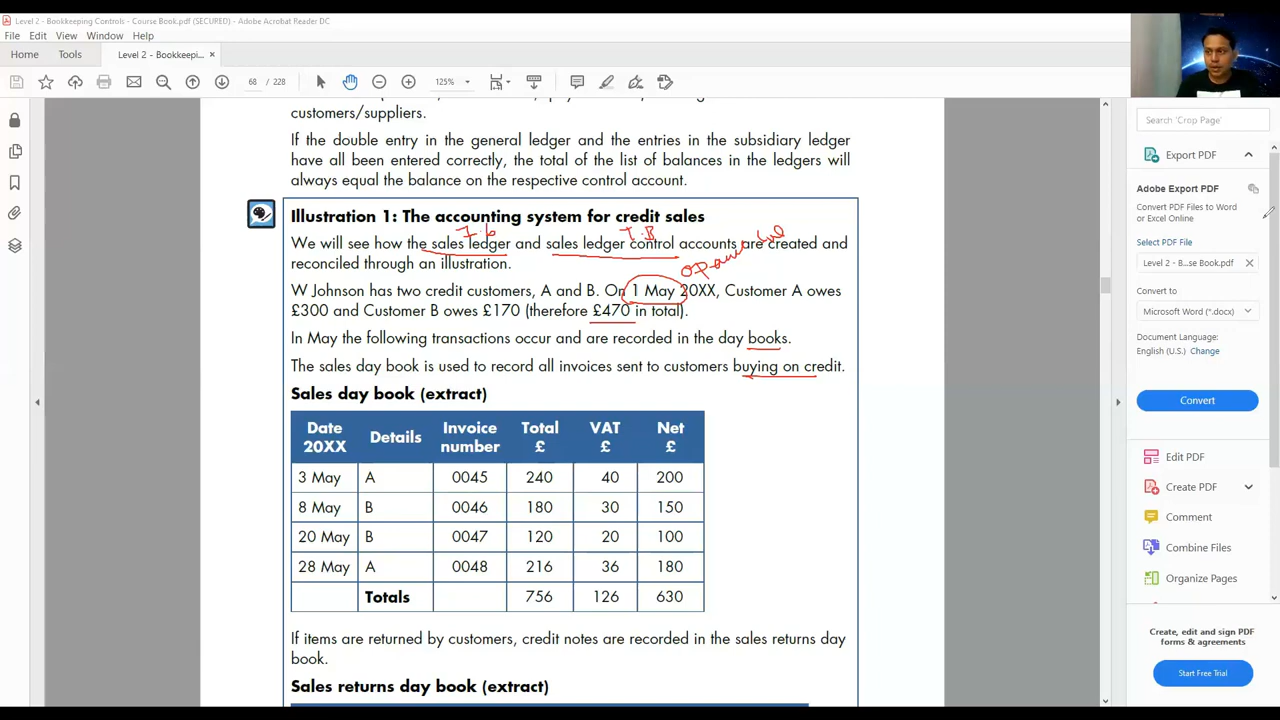 Level 2 - Bookkeeping Controls - Course Book.pdf (SECURED) - Adobe Acrobat Reader DC
File Edit View Window Help
Home Tools Level 2 - Bookkeepi... ×
68 / 228 125%
customers/suppliers.
If the double entry in the general ledger and the entries in the subsidiary ledger
have all been entered correctly, the total of the list of balances in the ledgers will
always equal the balance on the respective control account.
Illustration 1: The accounting system for credit sales
We will see how the sales ledger and sales ledger control accounts are created and
reconciled through an illustration.
W Johnson has two credit customers, A and B. On 1 May 20XX, Customer A owes
£300 and Customer B owes £170 (therefore £470 in total).
In May the following transactions occur and are recorded in the day books.
The sales day book is used to record all invoices sent to customers buying on credit.
Sales day book (extract)
Date 20XX Details Invoice number Total £ VAT £ Net £
3 May A 0045 240 40 200
8 May B 0046 180 30 150
20 May B 0047 120 20 100
28 May A 0048 216 36 180
Totals 756 126 630
If items are returned by customers, credit notes are recorded in the sales returns day
book.
Sales returns day book (extract)
Search 'Crop Page'
Export PDF
Adobe Export PDF
Convert PDF Files to Word
or Excel Online
Select PDF File
Level 2 - B...se Book.pdf ×
Convert to
Microsoft Word (*.docx)
Document Language:
English (U.S.) Change
Convert
Edit PDF
Create PDF
Comment
Combine Files
Organize Pages
Create, edit and sign PDF
forms & agreements
Start Free Trial